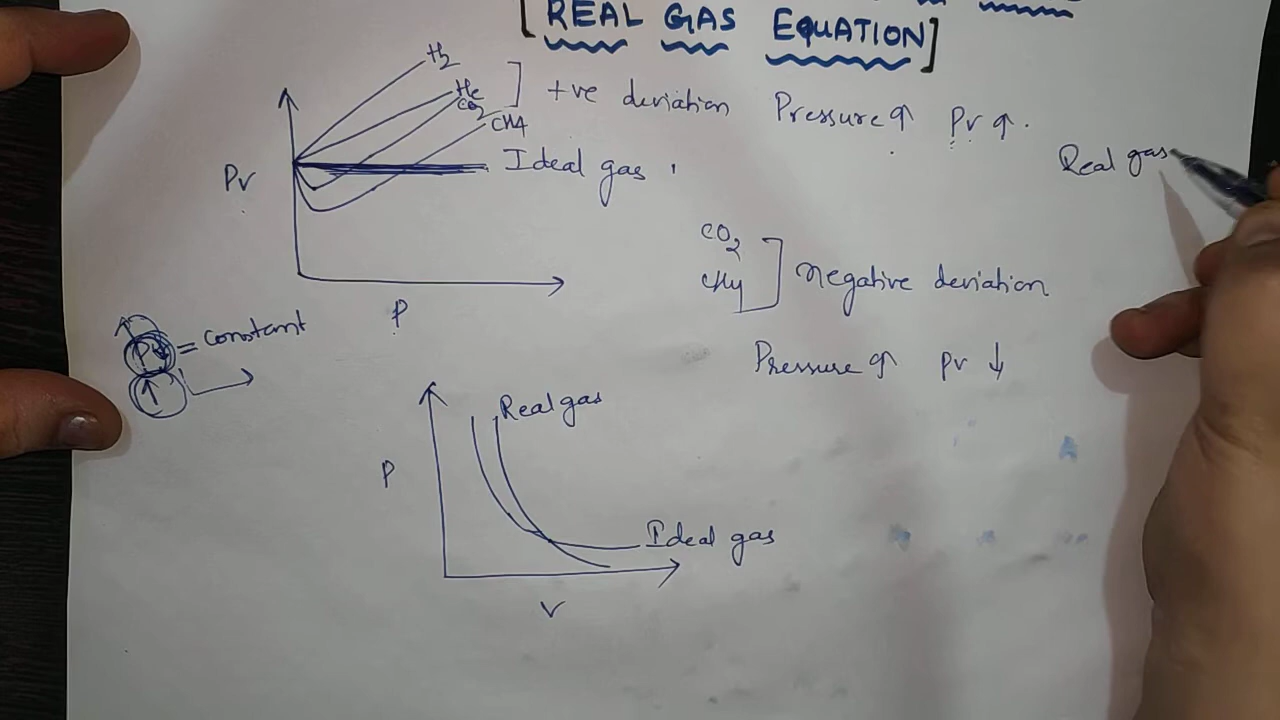 [REAL GAS EQUATION]
H2
He
CO2
CH4
] +ve deviation Pressure ↑ PV ↑.
Ideal gas
Real gas
PV
P
CO2
CH4
] negative deviation
= constant
Pressure ↑ PV ↓
Real gas
P
Ideal gas
V